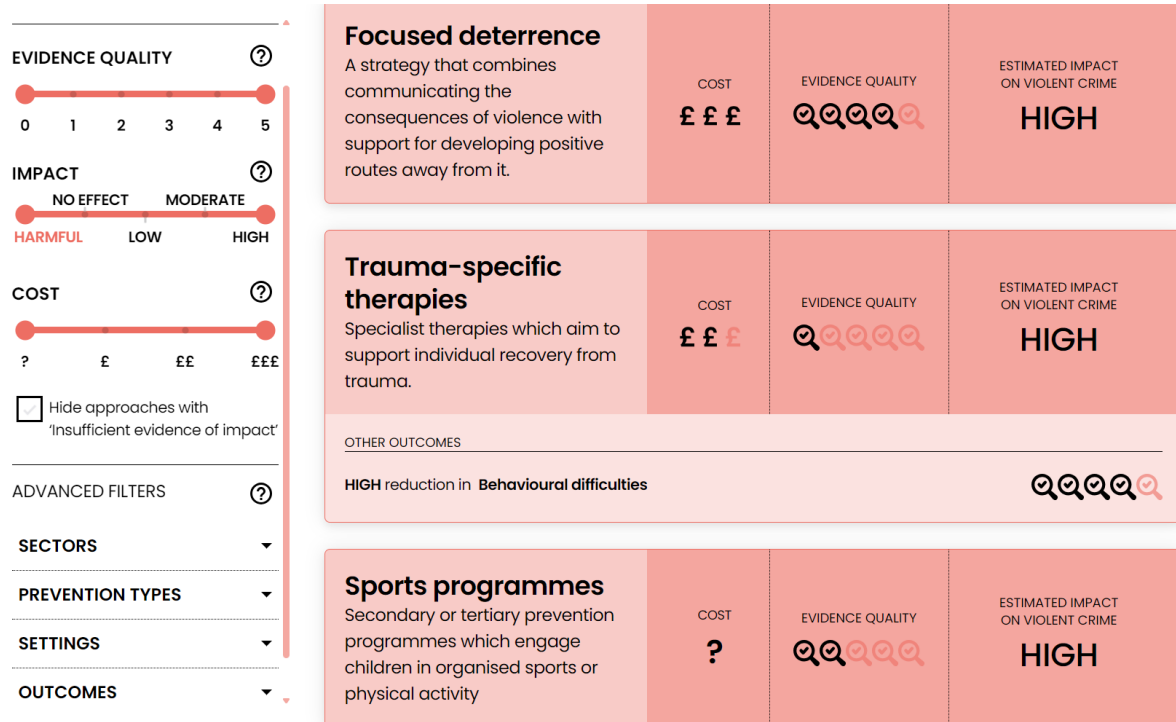 EVIDENCE QUALITY
0 1 2 3 4 5
IMPACT
NO EFFECT MODERATE
HARMFUL LOW HIGH
COST
? £ ££ £££
Hide approaches with
‘Insufficient evidence of impact’
ADVANCED FILTERS
SECTORS
PREVENTION TYPES
SETTINGS
OUTCOMES
Focused deterrence
A strategy that combines
communicating the
consequences of violence with
support for developing positive
routes away from it.
COST
£ £ £
EVIDENCE QUALITY
ESTIMATED IMPACT
ON VIOLENT CRIME
HIGH
Trauma-specific
therapies
Specialist therapies which aim to
support individual recovery from
trauma.
COST
£ £ £
EVIDENCE QUALITY
ESTIMATED IMPACT
ON VIOLENT CRIME
HIGH
OTHER OUTCOMES
HIGH reduction in Behavioural difficulties
Sports programmes
Secondary or tertiary prevention
programmes which engage
children in organised sports or
physical activity
COST
?
EVIDENCE QUALITY
ESTIMATED IMPACT
ON VIOLENT CRIME
HIGH